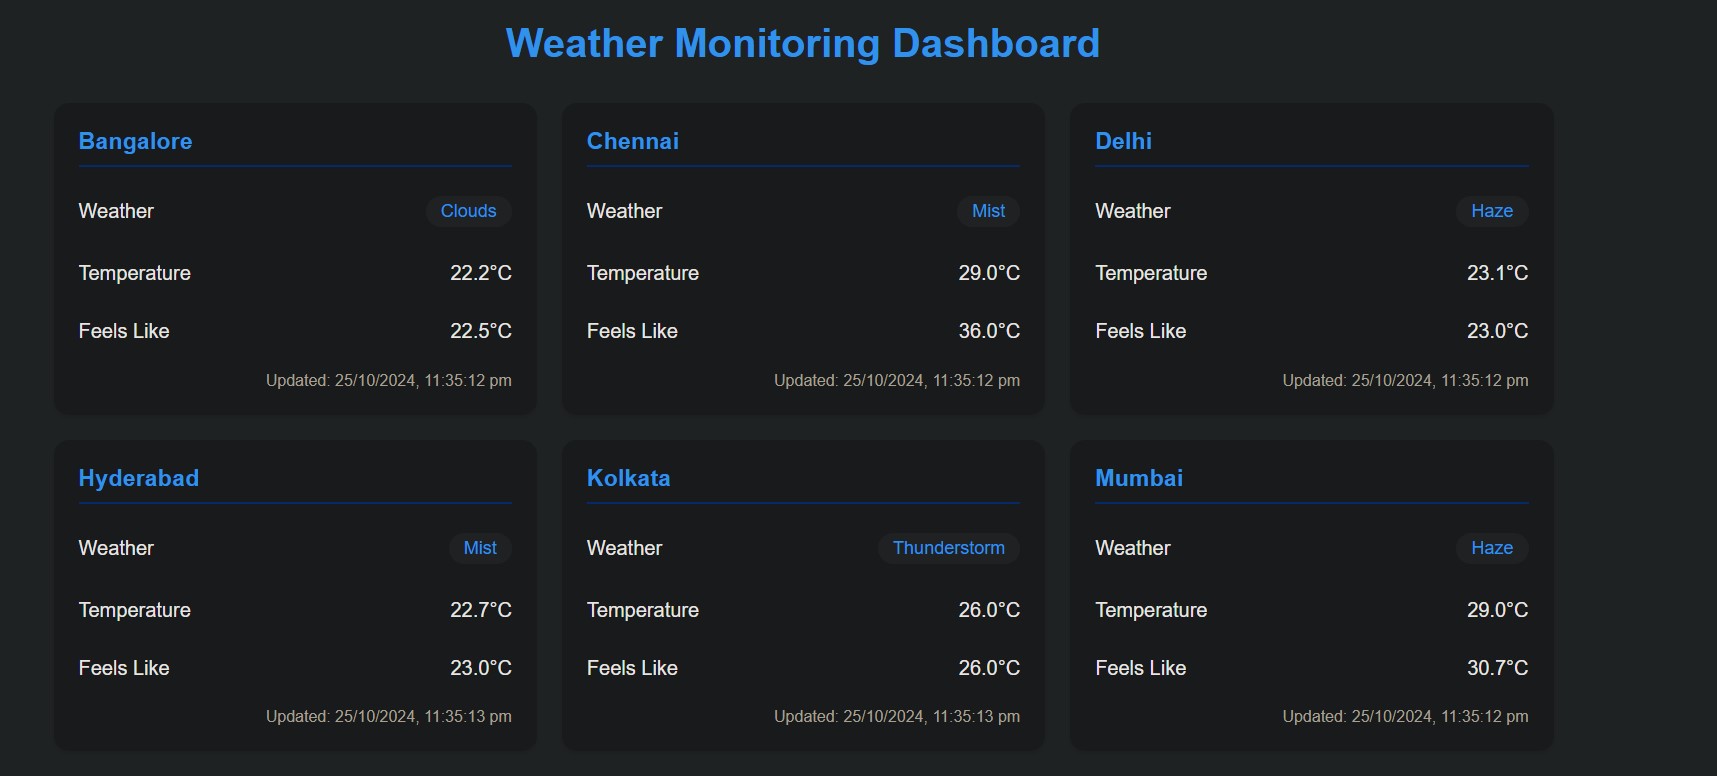 Weather Monitoring Dashboard
Bangalore
Weather Clouds
Temperature 22.2°C
Feels Like 22.5°C
Updated: 25/10/2024, 11:35:12 pm
Chennai
Weather Mist
Temperature 29.0°C
Feels Like 36.0°C
Updated: 25/10/2024, 11:35:12 pm
Delhi
Weather Haze
Temperature 23.1°C
Feels Like 23.0°C
Updated: 25/10/2024, 11:35:12 pm
Hyderabad
Weather Mist
Temperature 22.7°C
Feels Like 23.0°C
Updated: 25/10/2024, 11:35:13 pm
Kolkata
Weather Thunderstorm
Temperature 26.0°C
Feels Like 26.0°C
Updated: 25/10/2024, 11:35:13 pm
Mumbai
Weather Haze
Temperature 29.0°C
Feels Like 30.7°C
Updated: 25/10/2024, 11:35:12 pm